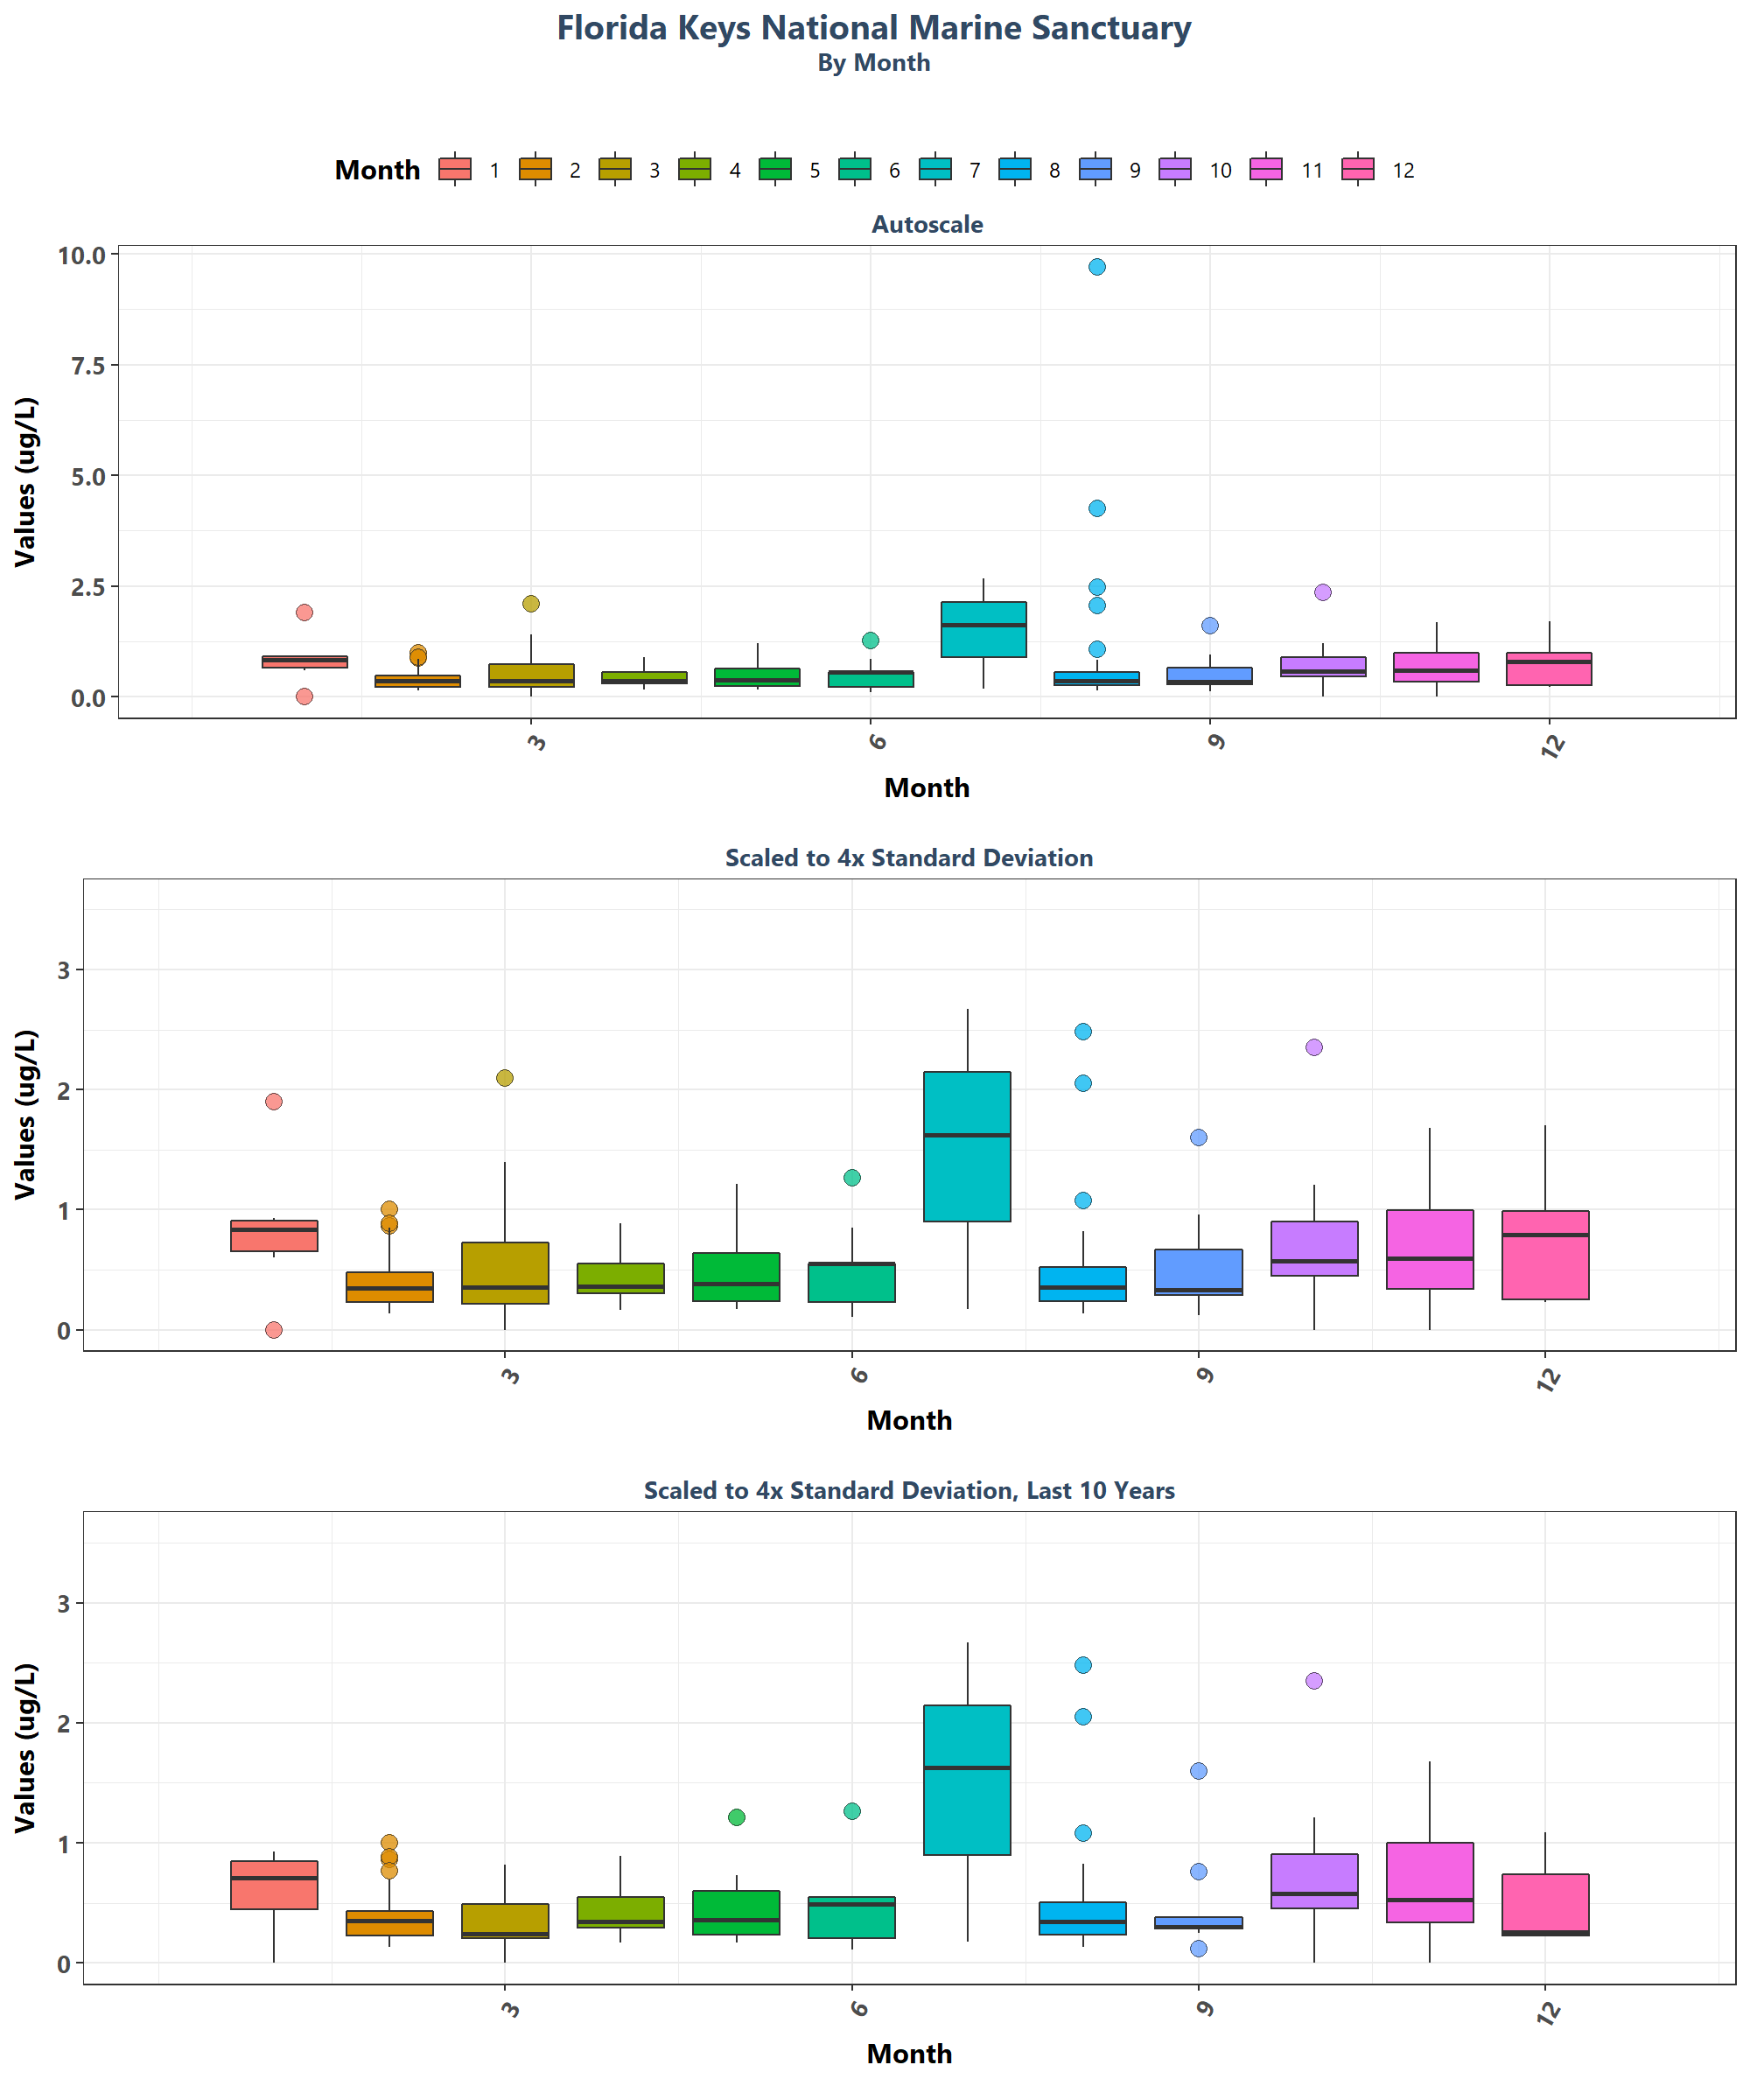 Florida Keys National Marine Sanctuary
By Month
Month 1 2 3 4 5 6 7 8 9 10 11 12
Autoscale
Values (ug/L)
10.0
7.5
5.0
2.5
0.0
3 6 9 12
Month
Scaled to 4x Standard Deviation
Values (ug/L)
3
2
1
0
3 6 9 12
Month
Scaled to 4x Standard Deviation, Last 10 Years
Values (ug/L)
3
2
1
0
3 6 9 12
Month